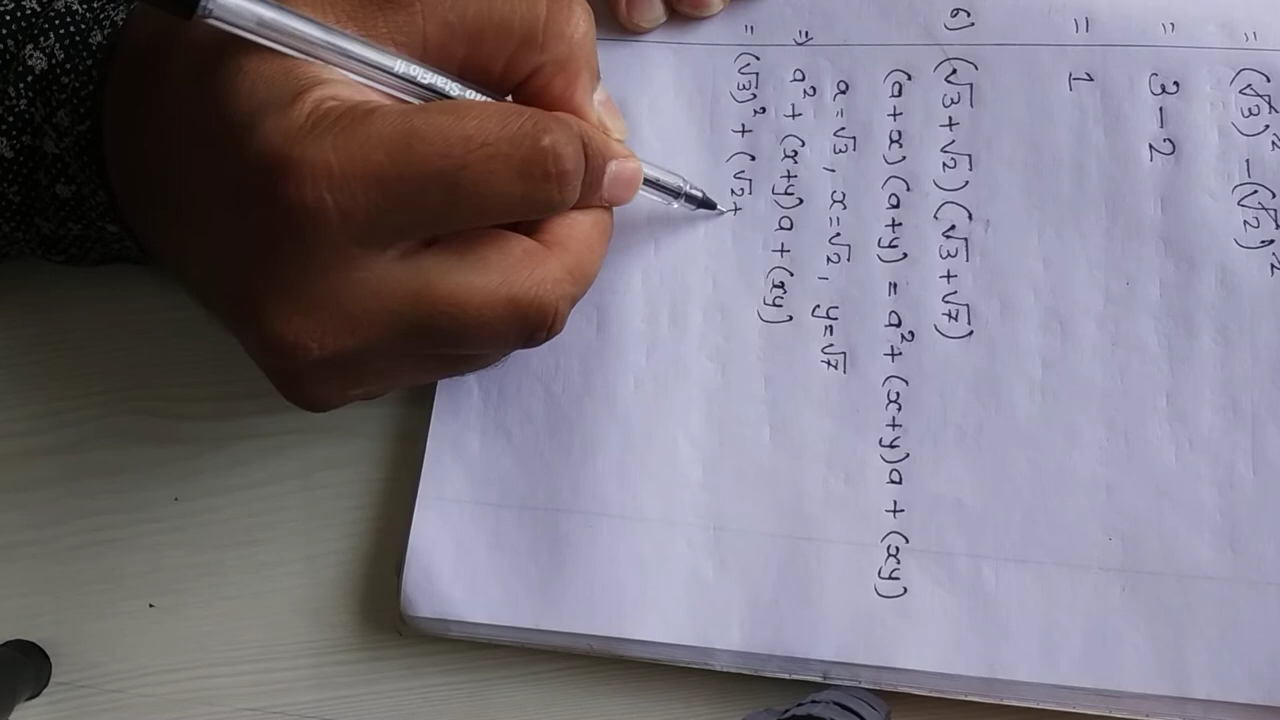 = (√3)² - (√2)²
= 3 - 2
= 1
6) (√3 + √2) (√3 + √7)
(a + x) (a + y) = a² + (x + y) a + (xy)
a = √3, x = √2, y = √7
⇒ a² + (x + y) a + (xy)
= (√3)² + (√2 +